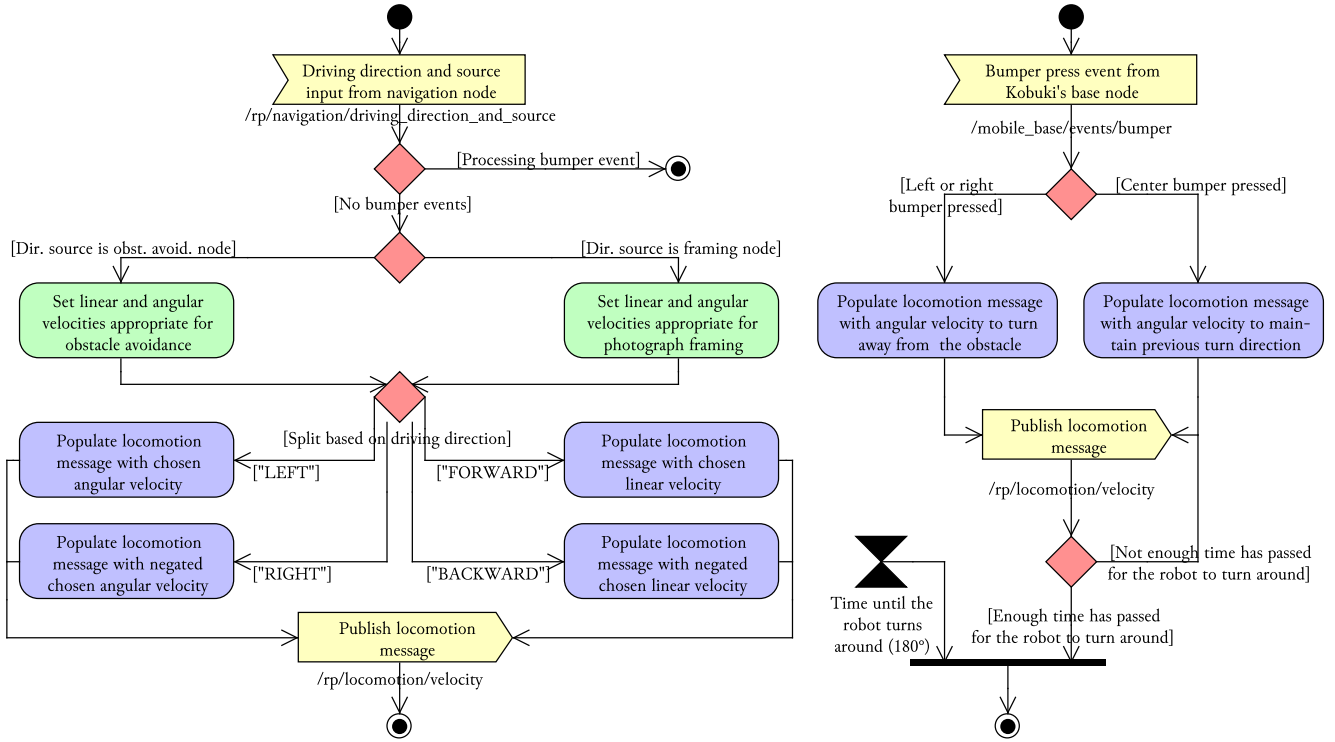 Driving direction and source
input from navigation node
/rp/navigation/driving_direction_and_source
[Processing bumper event]
[No bumper events]
[Dir. source is obst. avoid. node]
[Dir. source is framing node]
Set linear and angular
velocities appropriate for
obstacle avoidance
Set linear and angular
velocities appropriate for
photograph framing
[Split based on driving direction]
Populate locomotion
message with chosen
angular velocity
["LEFT"]
["FORWARD"]
Populate locomotion
message with chosen
linear velocity
Populate locomotion
message with negated
chosen angular velocity
["RIGHT"]
["BACKWARD"]
Populate locomotion
message with negated
chosen linear velocity
Publish locomotion
message
/rp/locomotion/velocity
Bumper press event from
Kobuki's base node
/mobile_base/events/bumper
[Left or right
bumper pressed]
[Center bumper pressed]
Populate locomotion message
with angular velocity to turn
away from  the obstacle
Populate locomotion message
with angular velocity to main-
tain previous turn direction
Publish locomotion
message
/rp/locomotion/velocity
[Not enough time has passed
for the robot to turn around]
Time until the
robot turns
around (180°)
[Enough time has passed
for the robot to turn around]